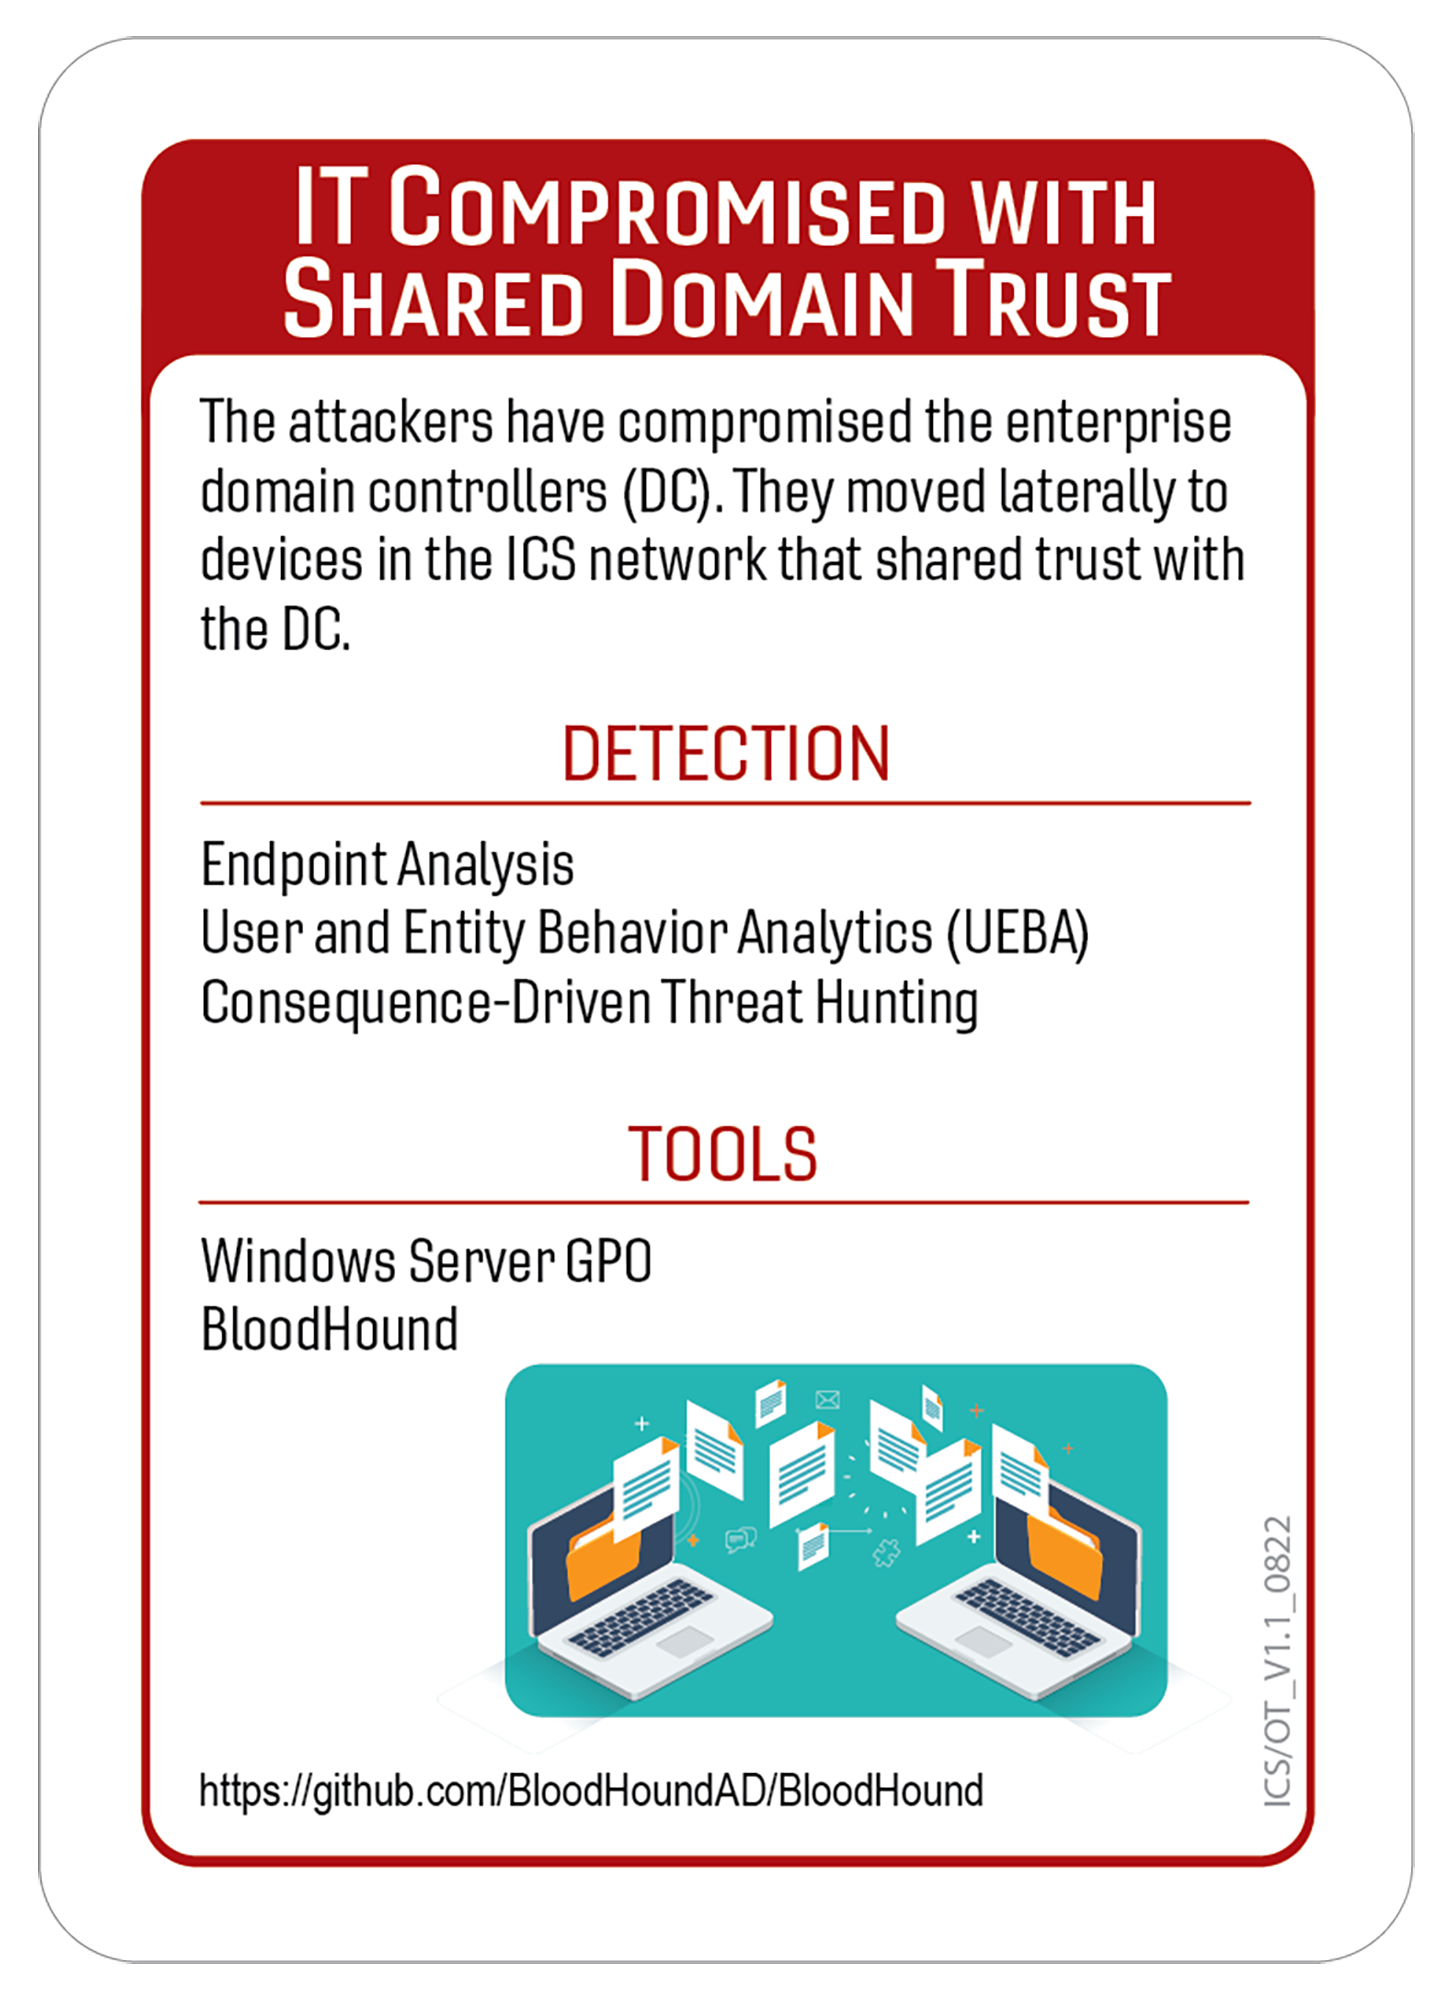 IT Compromised with
Shared Domain Trust
The attackers have compromised the enterprise
domain controllers (DC). They moved laterally to
devices in the ICS network that shared trust with
the DC.
DETECTION
Endpoint Analysis
User and Entity Behavior Analytics (UEBA)
Consequence-Driven Threat Hunting
TOOLS
Windows Server GPO
BloodHound
https://github.com/BloodHoundAD/BloodHound
ICS/OT_V1.1_0822